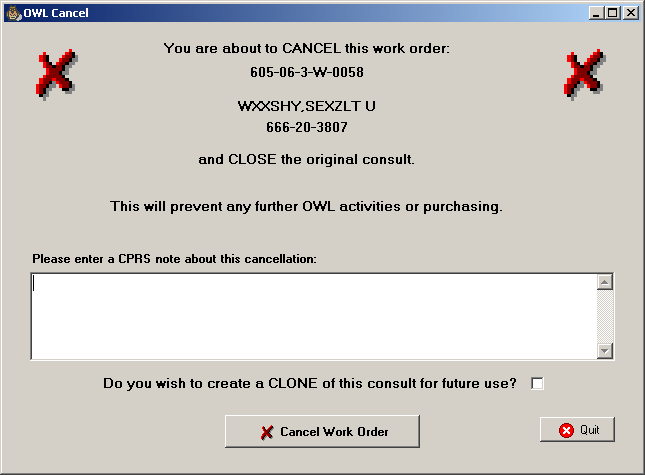 OWL Cancel
You are about to CANCEL this work order:
605-06-3-W-0058
WXXSHY,SEXZLT U
666-20-3807
and CLOSE the original consult.
This will prevent any further OWL activities or purchasing.
Please enter a CPRS note about this cancellation:
Do you wish to create a CLONE of this consult for future use?
Cancel Work Order
Quit